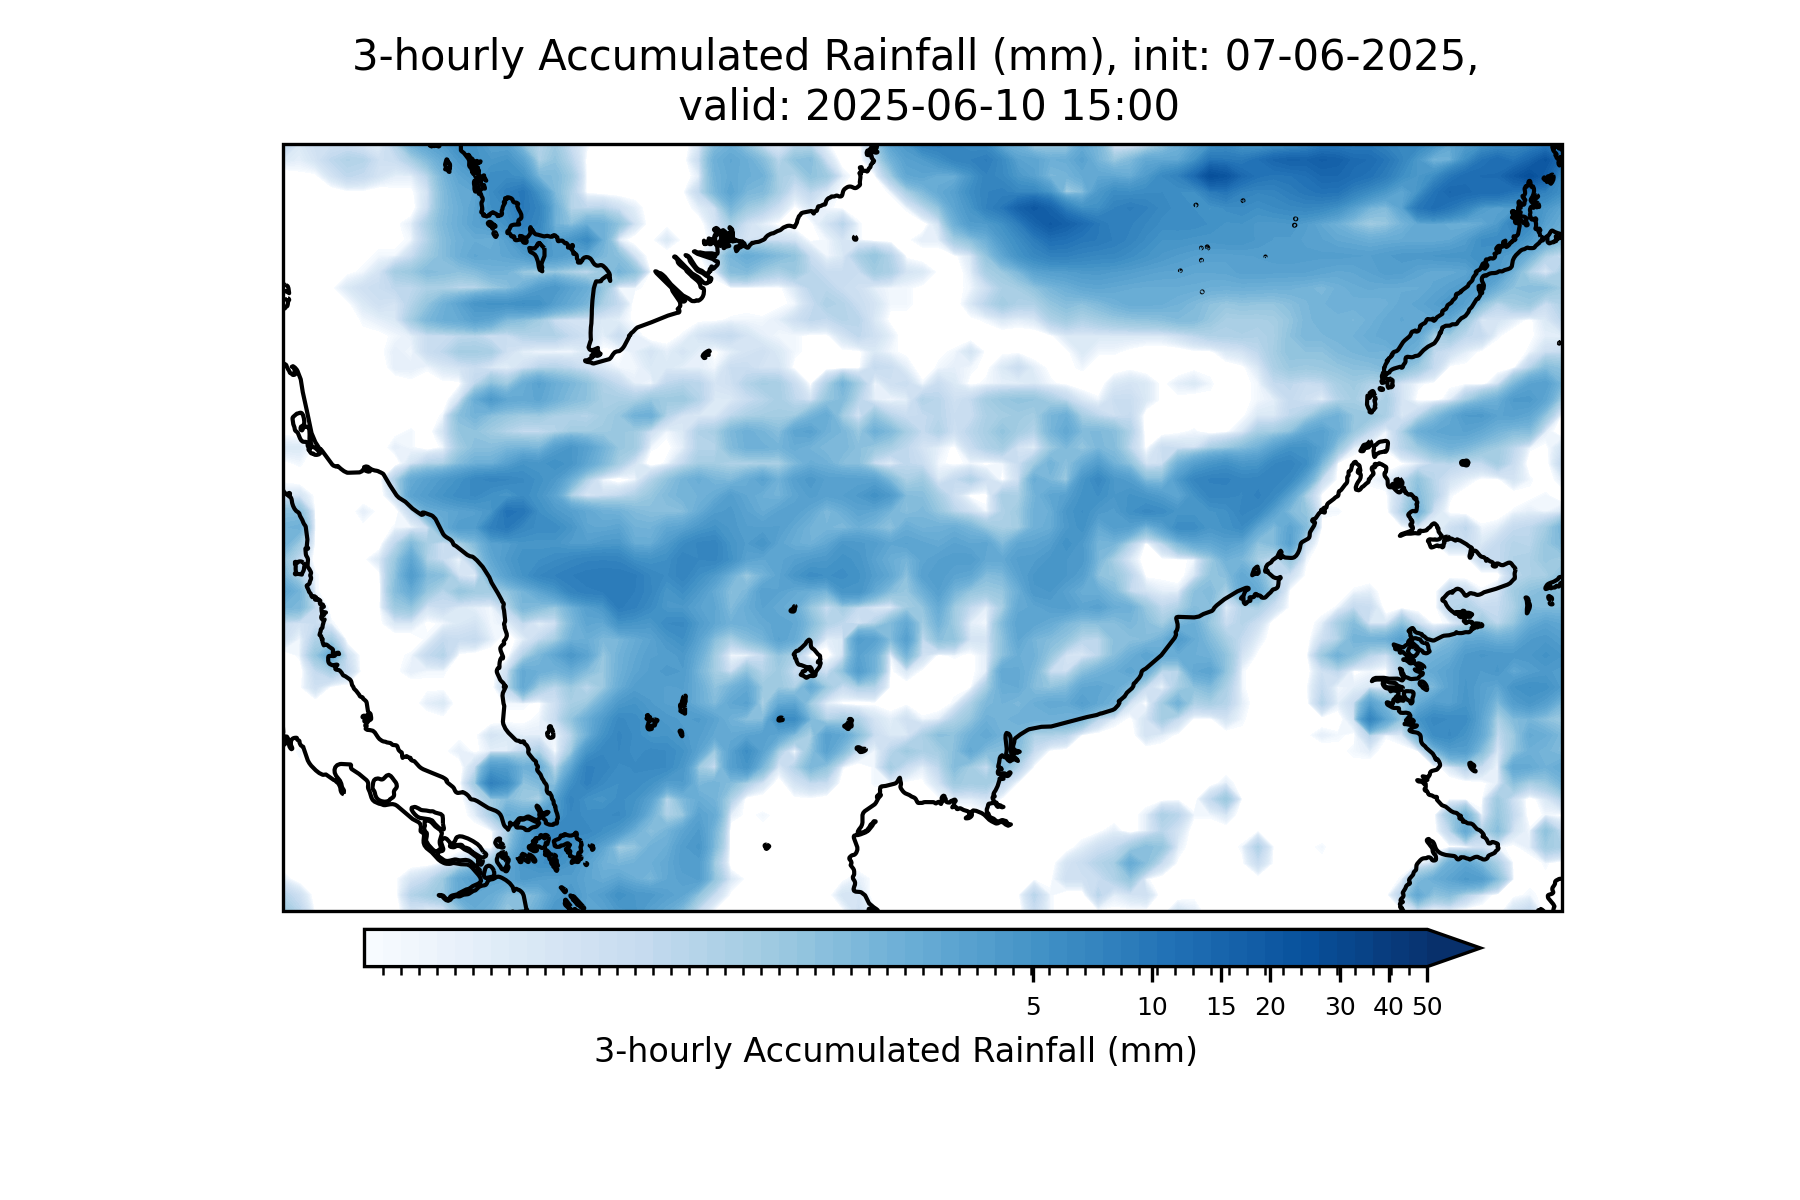 3-hourly Accumulated Rainfall (mm), init: 07-06-2025,
valid: 2025-06-10 15:00
5 10 15 20 30 40 50
3-hourly Accumulated Rainfall (mm)